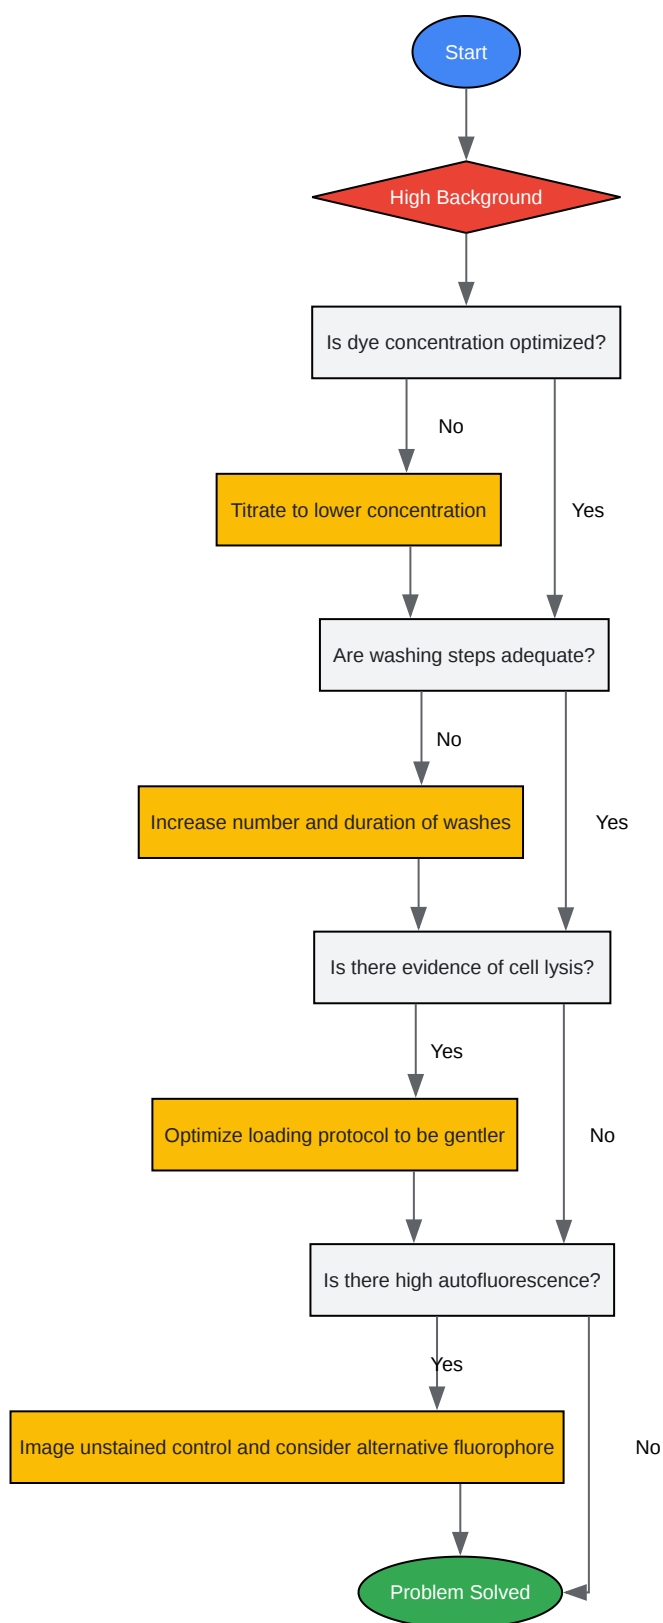 Start
High Background
Is dye concentration optimized?
No
Titrate to lower concentration
Yes
Are washing steps adequate?
No
Increase number and duration of washes
Yes
Is there evidence of cell lysis?
Yes
Optimize loading protocol to be gentler
No
Is there high autofluorescence?
Yes
Image unstained control and consider alternative fluorophore
No
Problem Solved